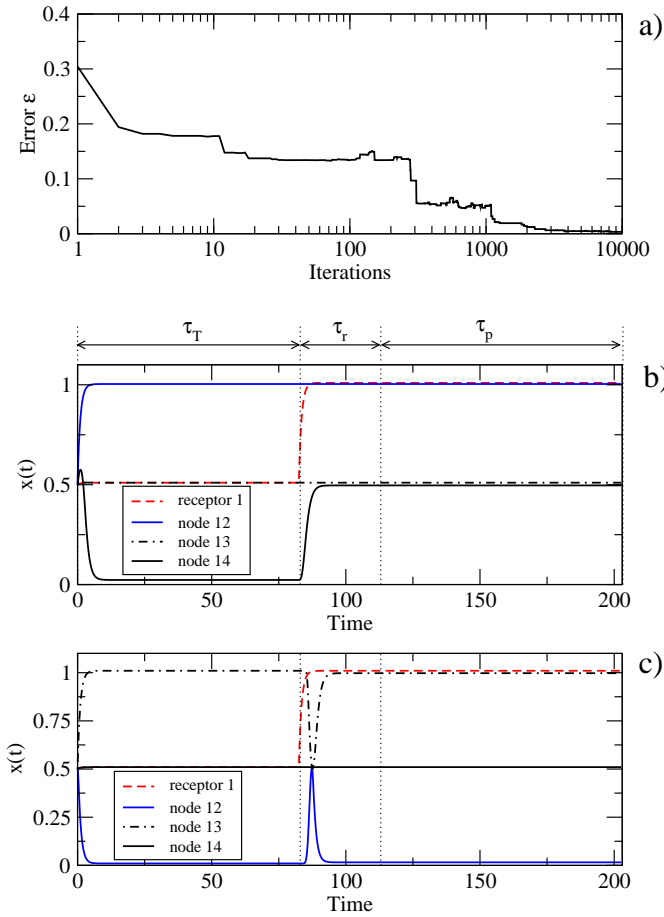 a)
0.4
0.3
0.2
0.1
0
Error ε
1 10 100 1000 10000
Iterations
τT τr τp
b)
1
0.5
0
x(t)
receptor 1
node 12
node 13
node 14
0 50 100 150 200
Time
c)
1
0.75
0.5
0.25
0
x(t)
receptor 1
node 12
node 13
node 14
0 50 100 150 200
Time